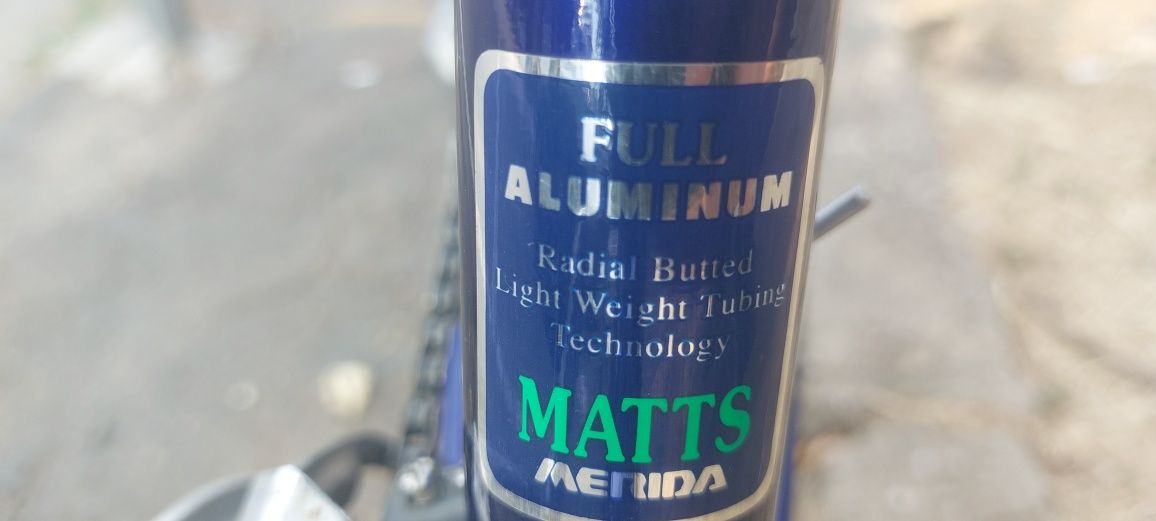 FULL
ALUMINUM
Radial Butted
Light Weight Tubing
Technology
MATTS
MERIDA